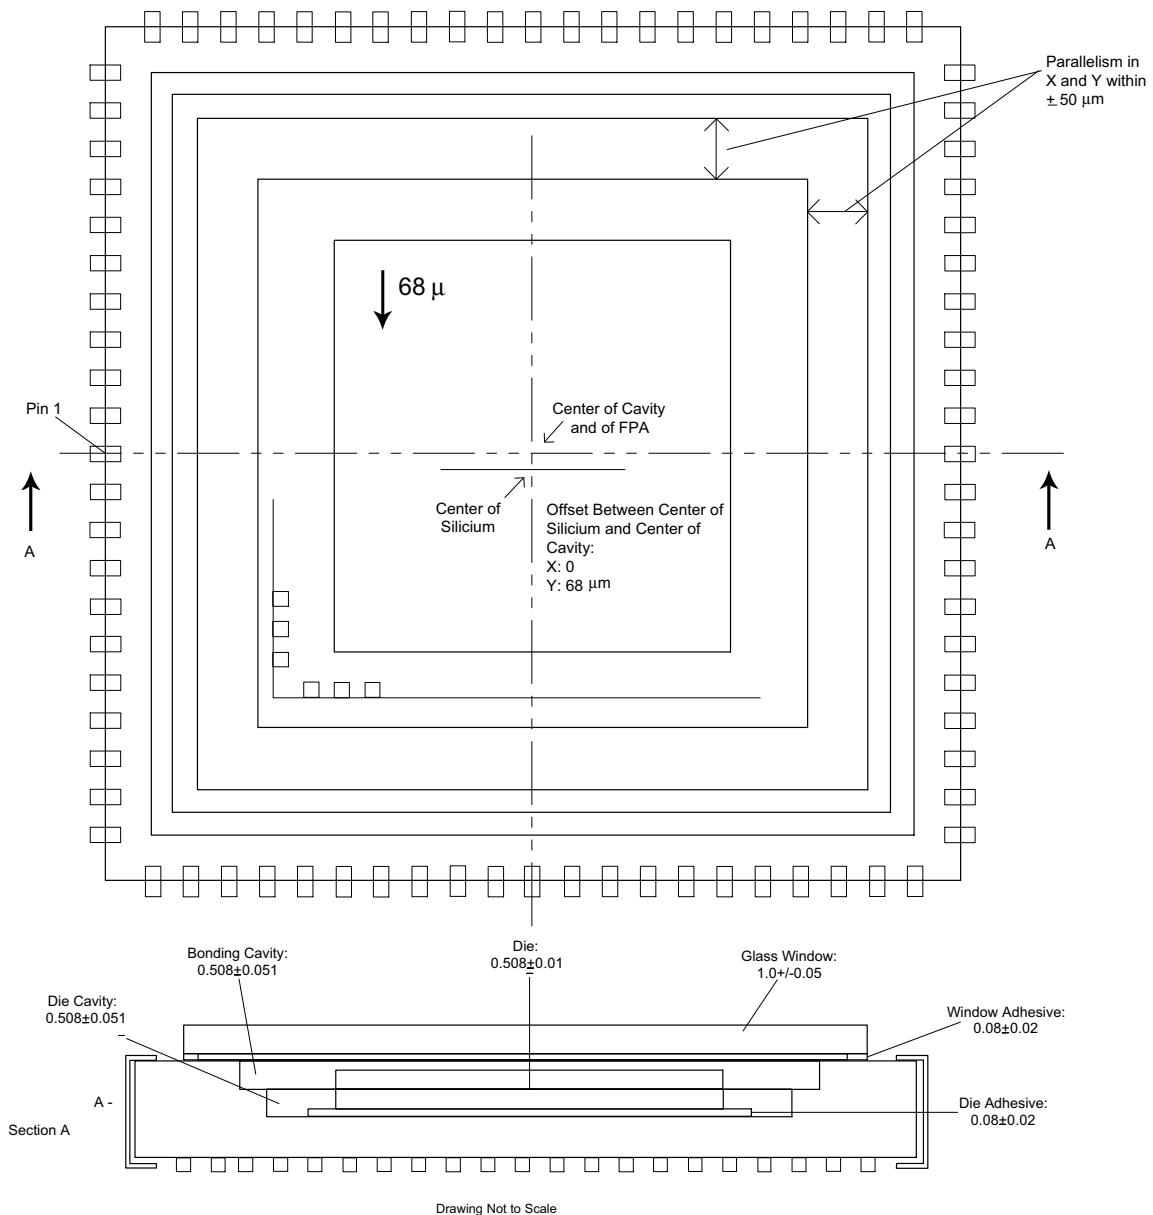 Parallelism in
X and Y within
± 50 μm
68 μ
Pin 1
Center of Cavity
and of FPA
Center of
Silicium
Offset Between Center of
Silicium and Center of
Cavity:
X: 0
Y: 68 μm
A
A
Bonding Cavity:
0.508±0.051
Die:
0.508±0.01
Glass Window:
1.0+/-0.05
Die Cavity:
0.508±0.051
Window Adhesive:
0.08±0.02
A -
Section A
Die Adhesive:
0.08±0.02
Drawing Not to Scale